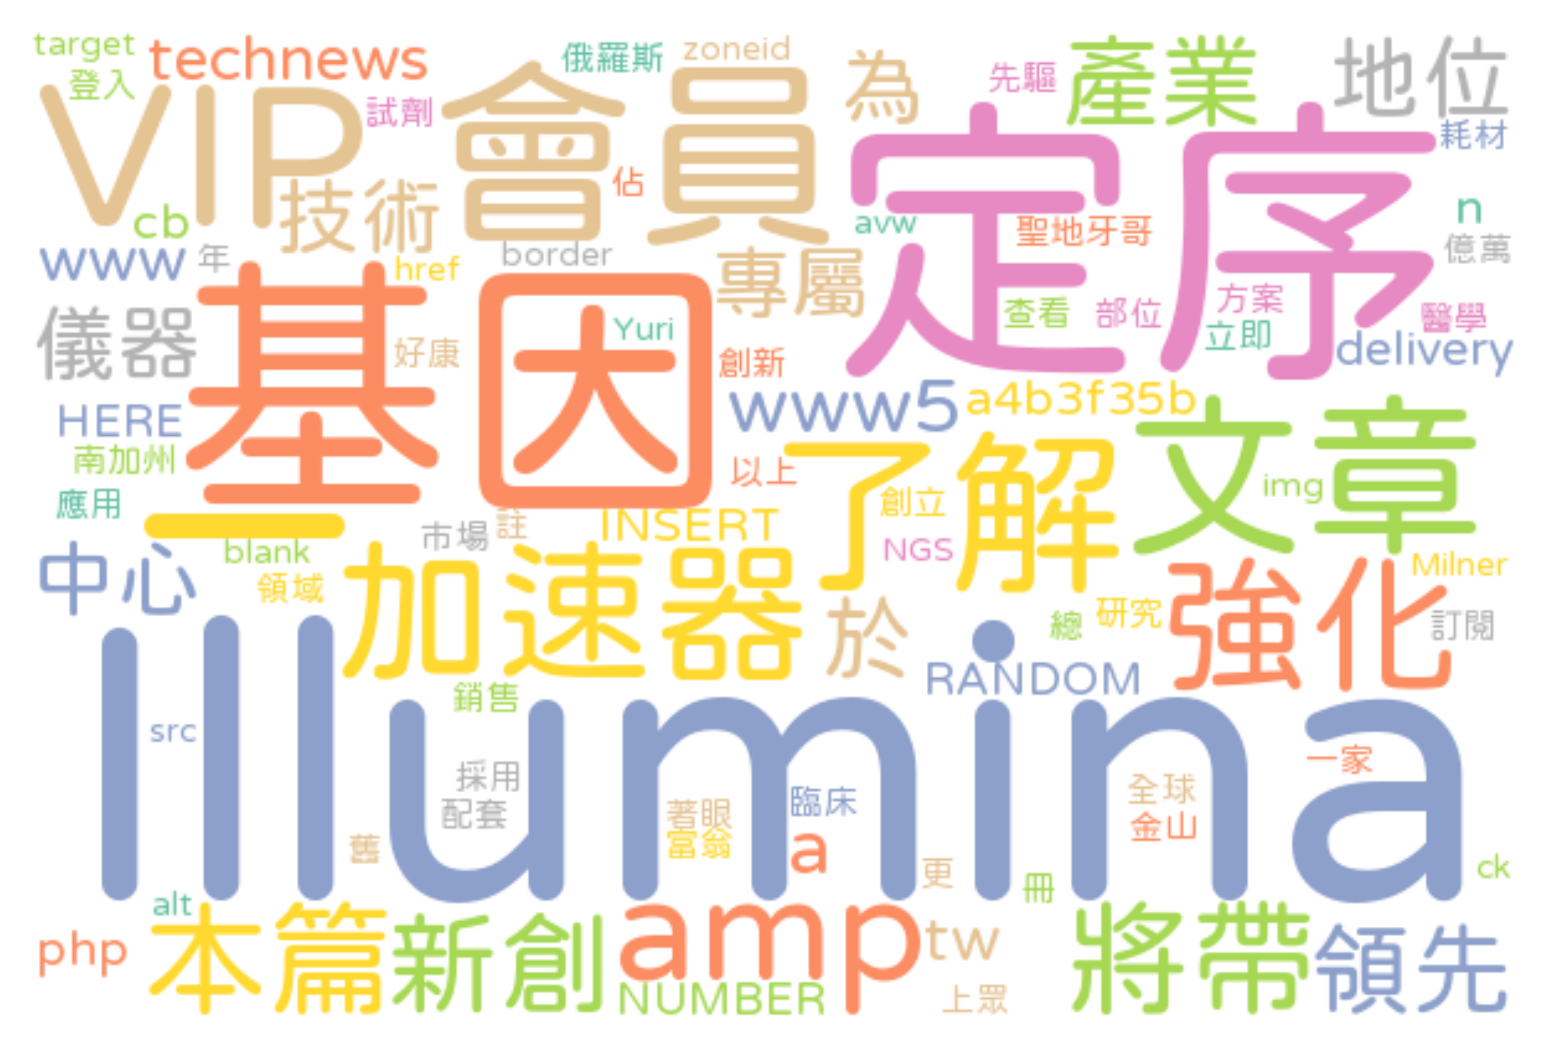 target
technews
俄羅斯
zoneid
為
先驅
產業
地位
登入
VIP
試劑
會員
定序
耗材
技術
佔
cb
avw
聖地牙哥
n
www
年
border
專屬
億萬
href
基因
儀器
Yuri
查看
部位
方案
醫學
好康
創新
立即
delivery
HERE
www5
a4b3f35b
文章
南加州
以上
了解
img
應用
一
創立
市場
註
INSERT
NGS
中心
blank
領域
加速器
於
強化
Milner
總
研究
訂閱
Illumina
RANDOM
src
銷售
採用
一家
配套
著眼
臨床
全球
富翁
金山
舊
a
更
冊
ck
alt
php
本篇
新創
amp
tw
將帶
領先
NUMBER
上眾